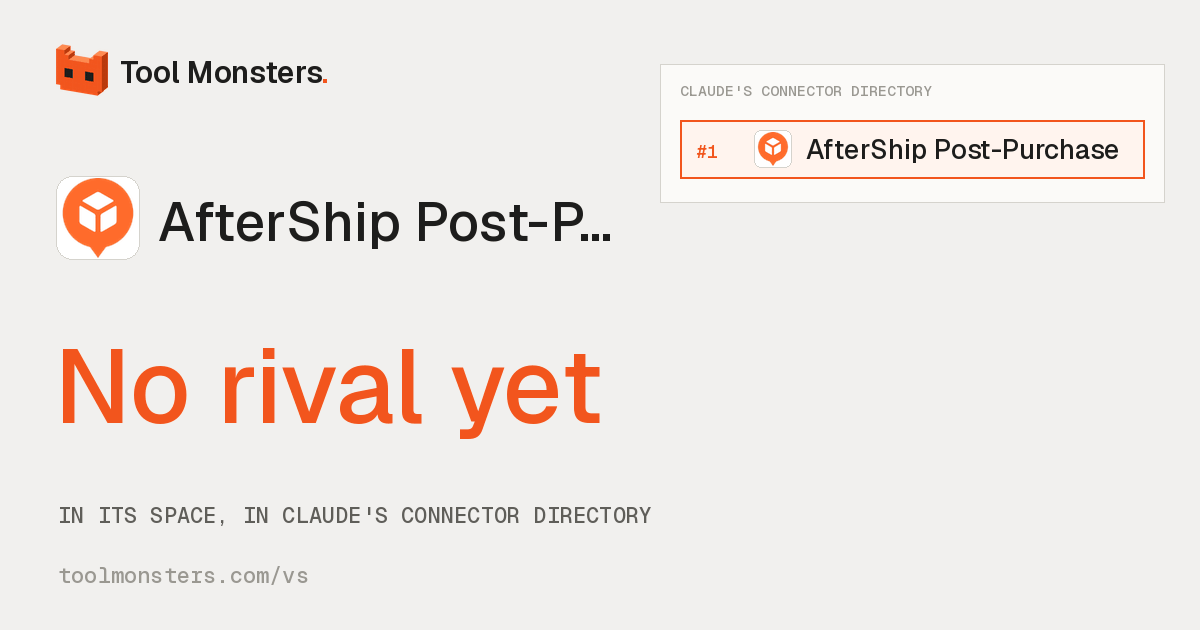 Tool Monsters.
AfterShip Post-P...
No rival yet
IN ITS SPACE, IN CLAUDE'S CONNECTOR DIRECTORY
toolmonsters.com/vs
CLAUDE'S CONNECTOR DIRECTORY
#1 AfterShip Post-Purchase